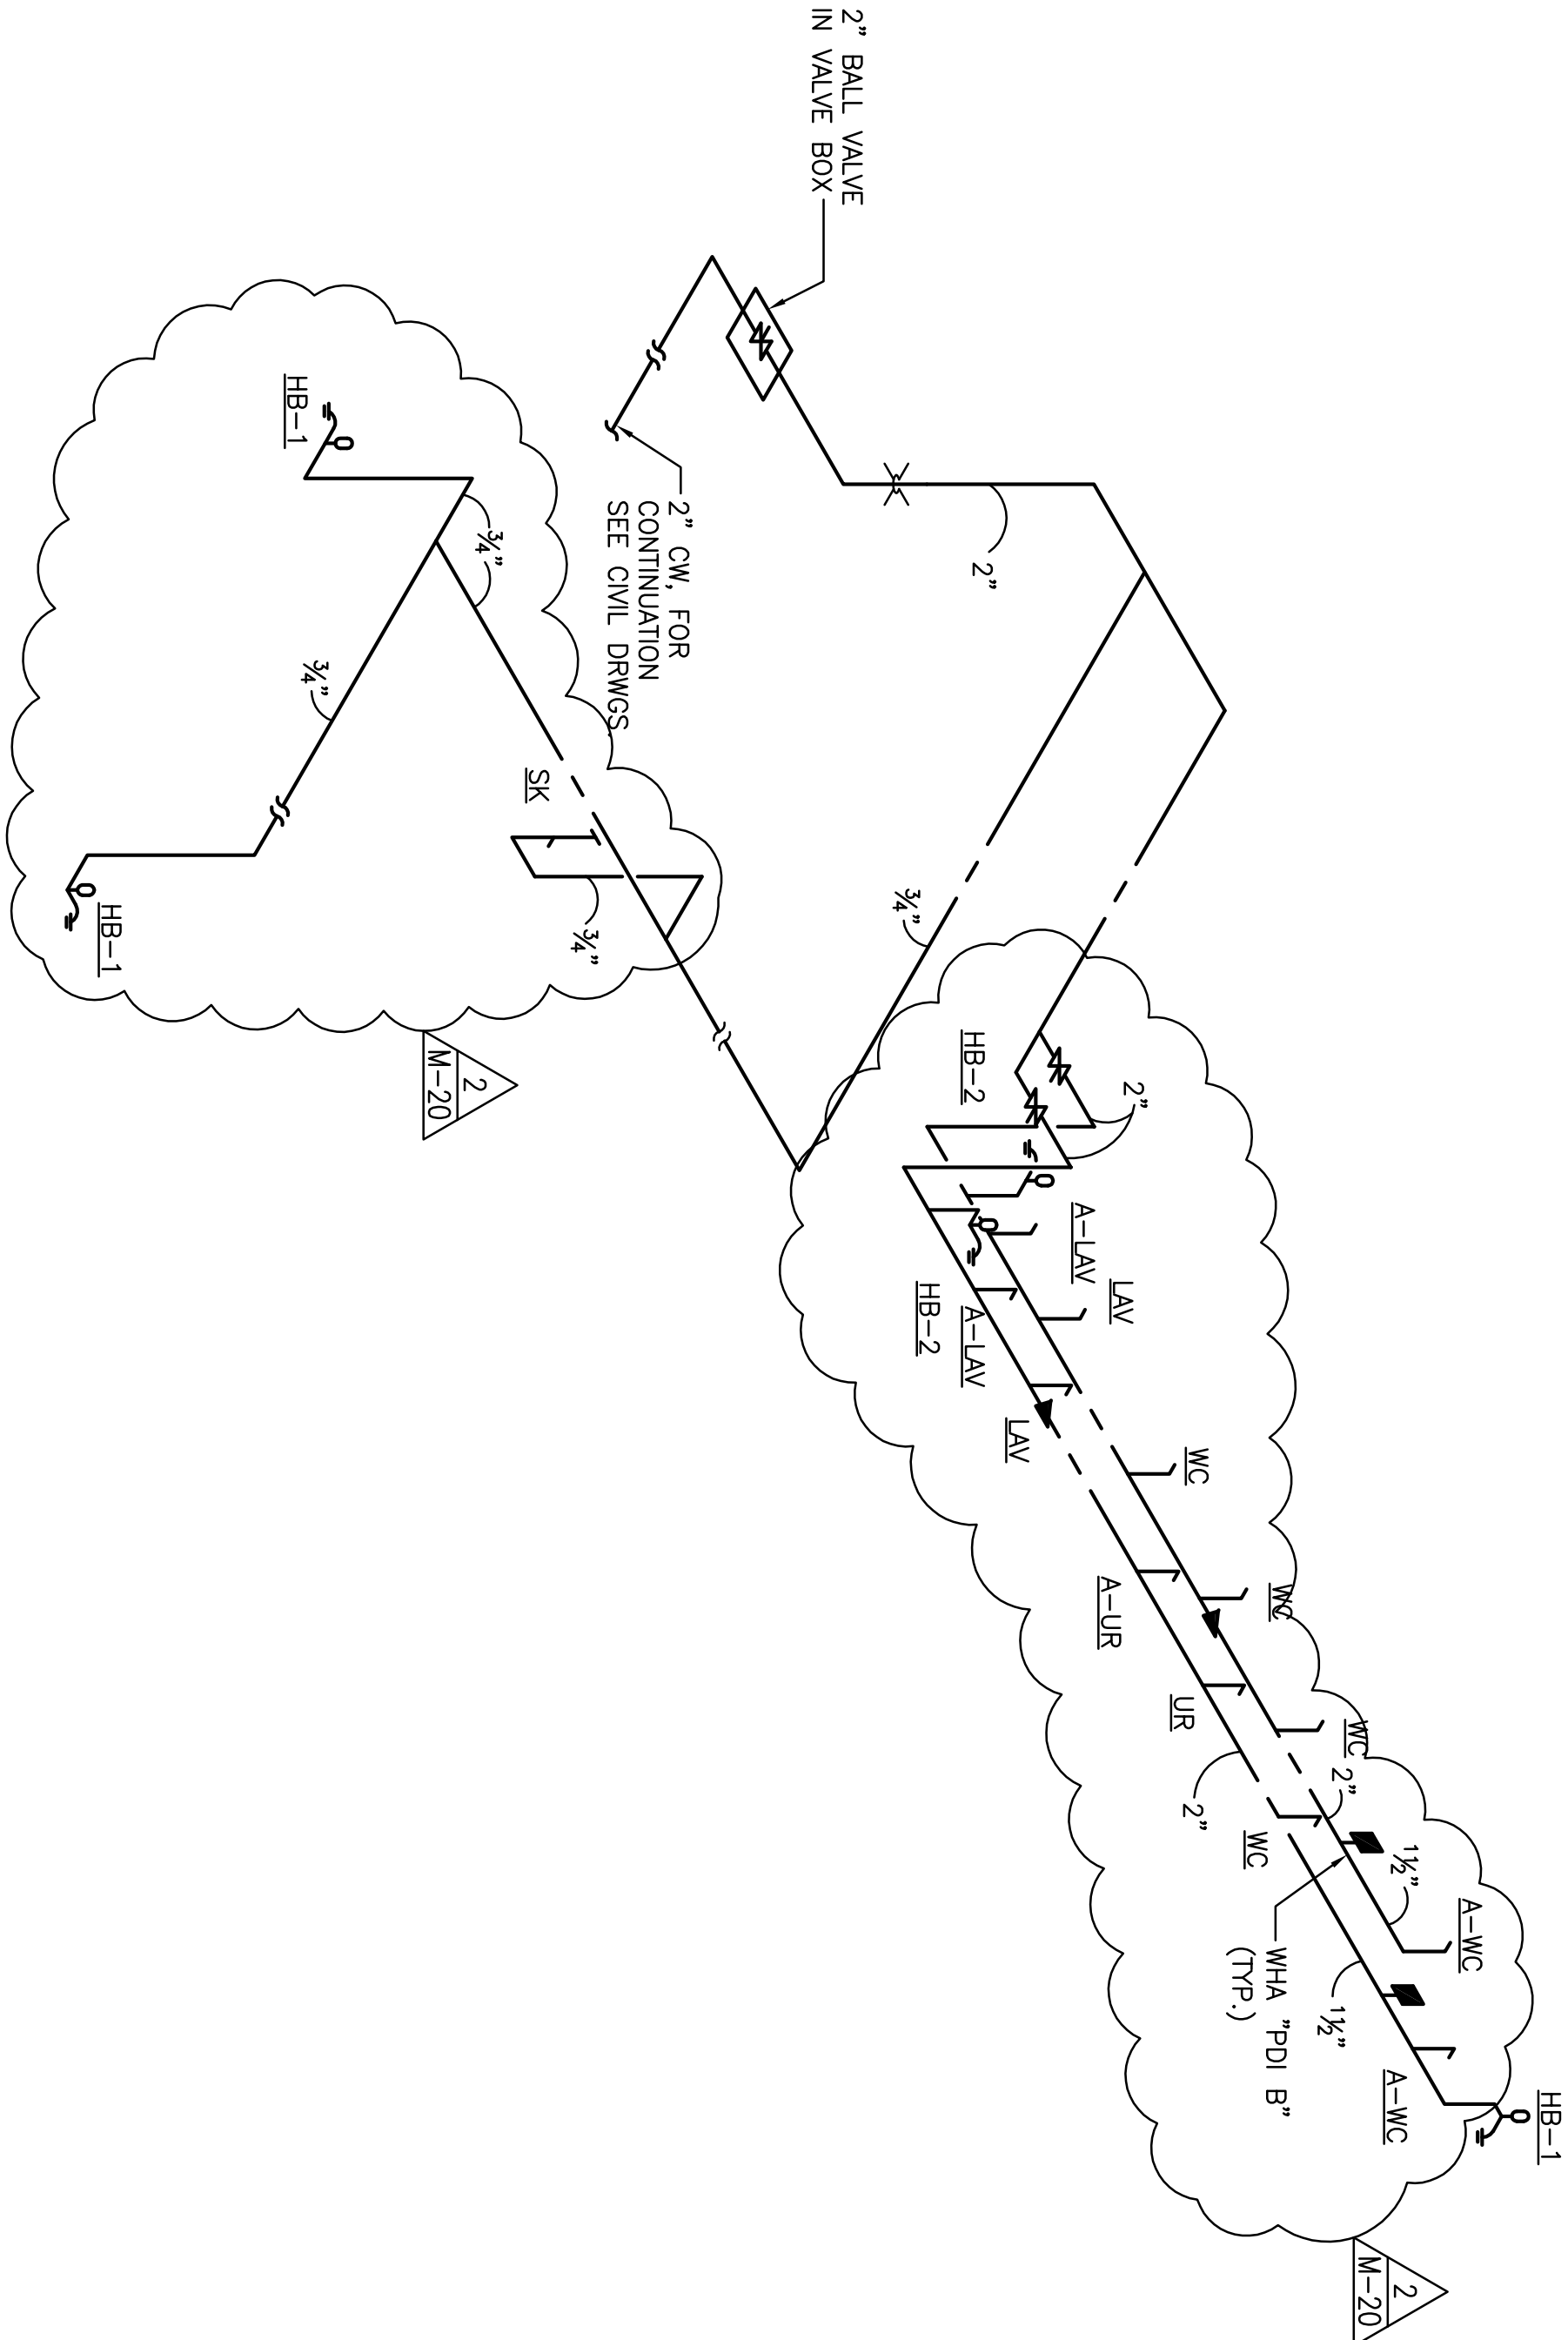 HB-1
A-WC
WC
1½"
2"
WC
WC
A-WC
1½"
WHA "PDI B"
(TYP.)
WC
2"
UR
A-UR
LAV
A-LAV
LAV
A-LAV
HB-2
HB-2
2"
2"
¾"
2" BALL VALVE
IN VALVE BOX
2" CW, FOR
CONTINUATION
SEE CIVIL DRWGS.
SK
¾"
¾"
HB-1
¾"
HB-1
2
M-20
2
M-20